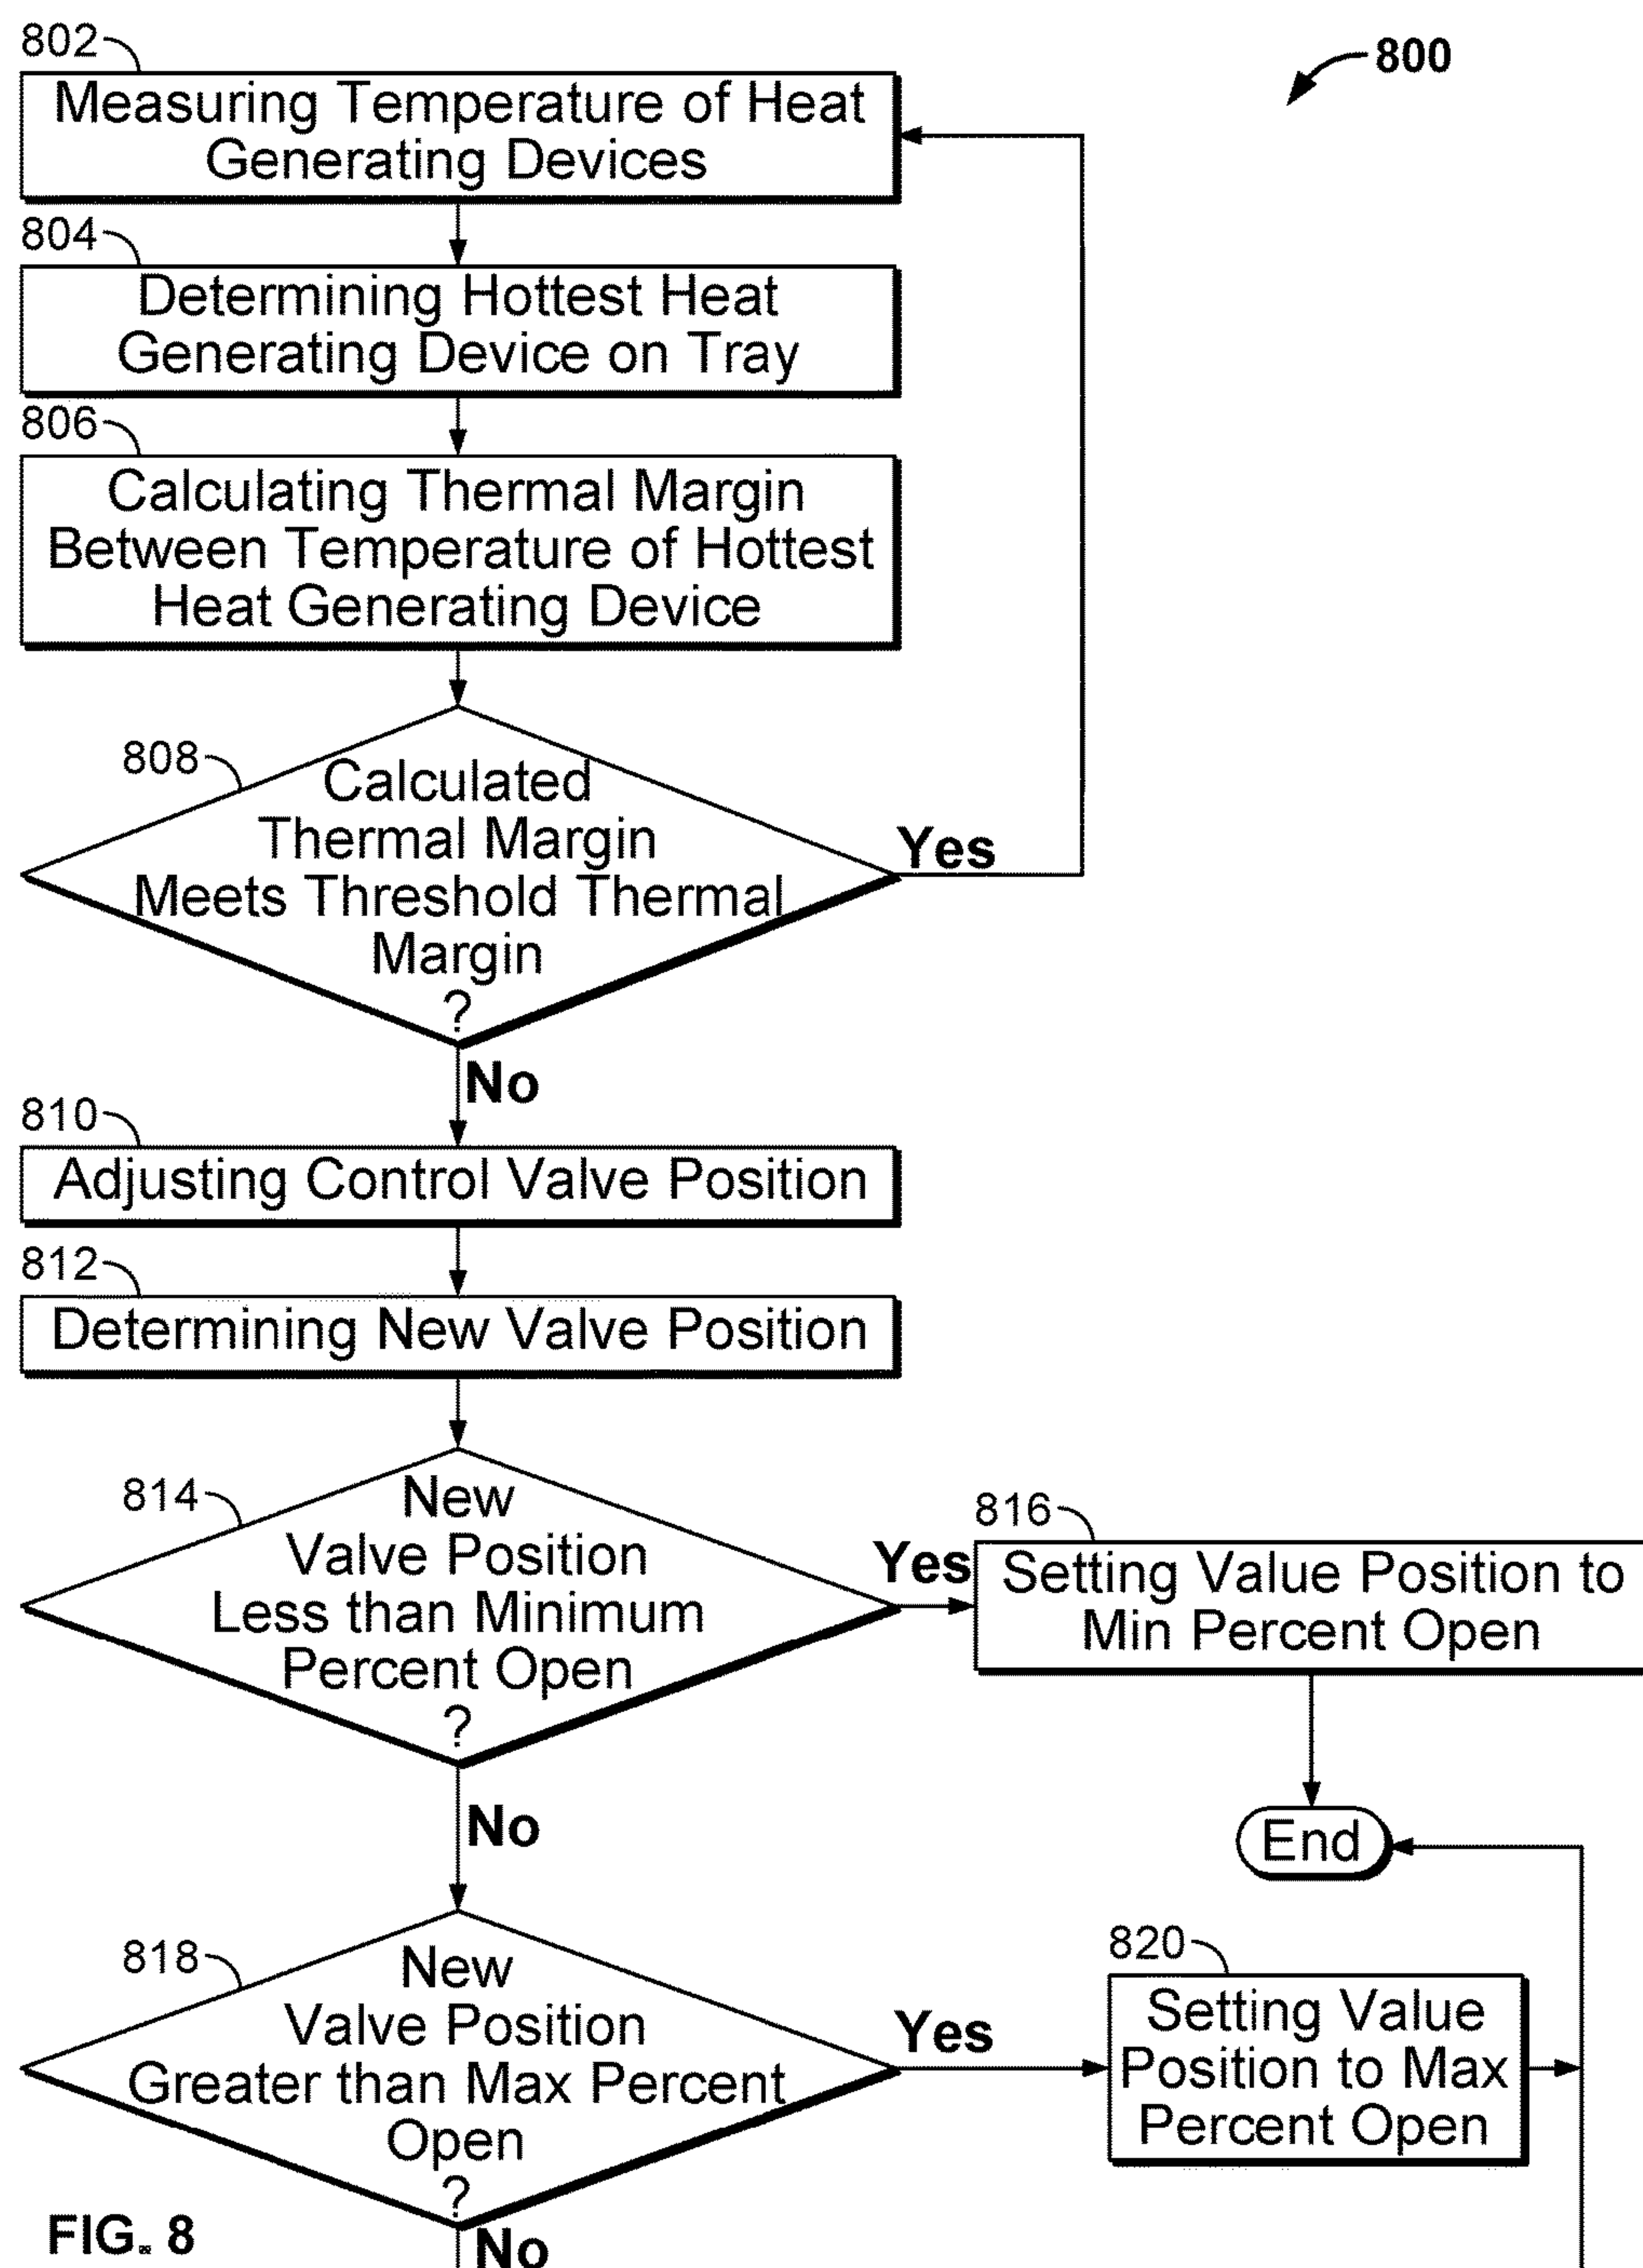 800
802
Measuring Temperature of Heat
Generating Devices
804
Determining Hottest Heat
Generating Device on Tray
806
Calculating Thermal Margin
Between Temperature of Hottest
Heat Generating Device
808
Calculated
Thermal Margin
Meets Threshold Thermal
Margin
?
Yes
No
810
Adjusting Control Valve Position
812
Determining New Valve Position
814
New
Valve Position
Less than Minimum
Percent Open
?
Yes
816
Setting Value Position to
Min Percent Open
No
End
818
New
Valve Position
Greater than Max Percent
Open
?
Yes
820
Setting Value
Position to Max
Percent Open
No
FIG. 8